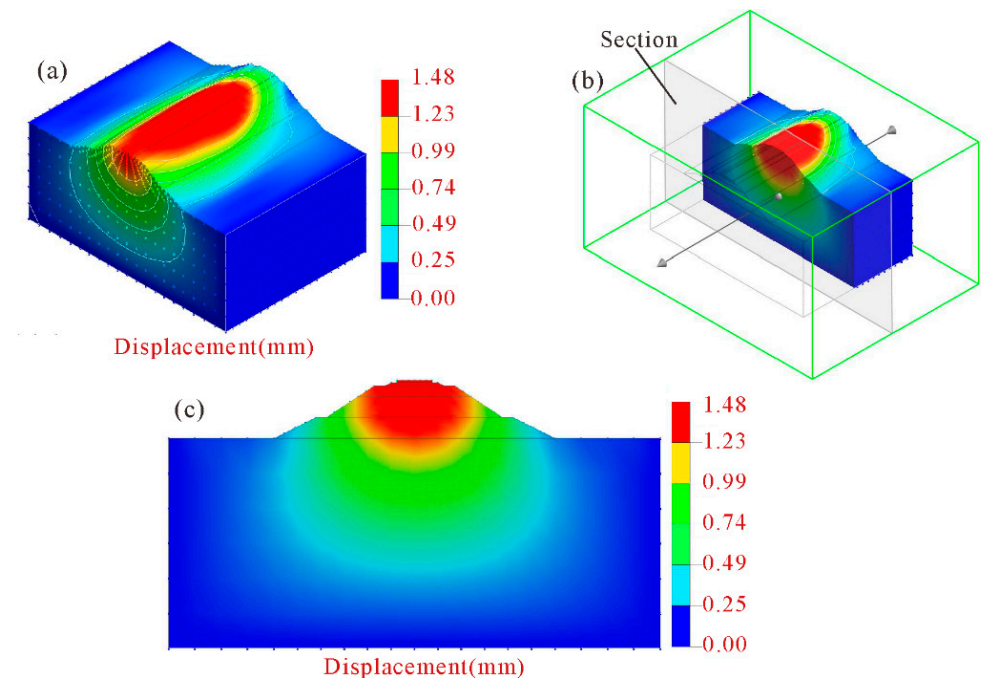 (a)
1.48
1.23
0.99
0.74
0.49
0.25
0.00
Displacement(mm)
Section
(b)
(c)
1.48
1.23
0.99
0.74
0.49
0.25
0.00
Displacement(mm)